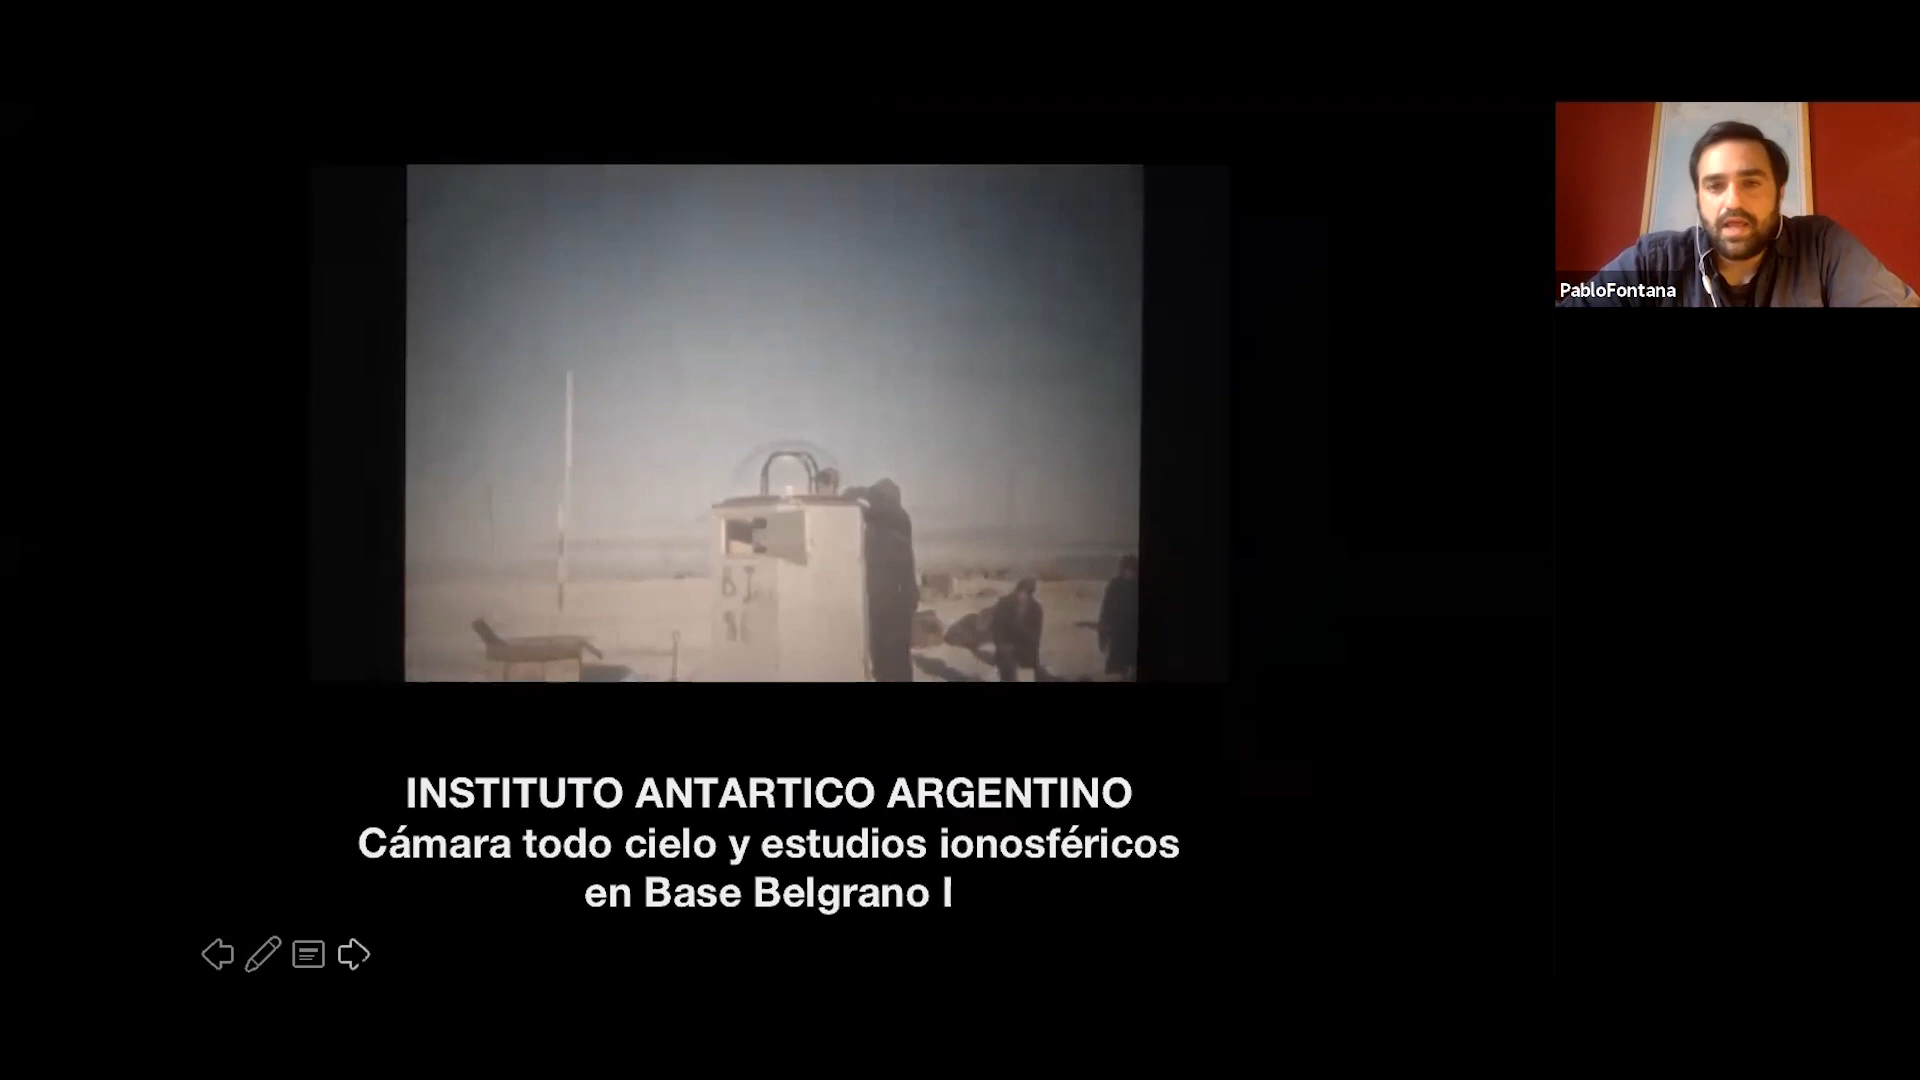 PabloFontana
INSTITUTO ANTARTICO ARGENTINO
Cámara todo cielo y estudios ionosféricos
en Base Belgrano I